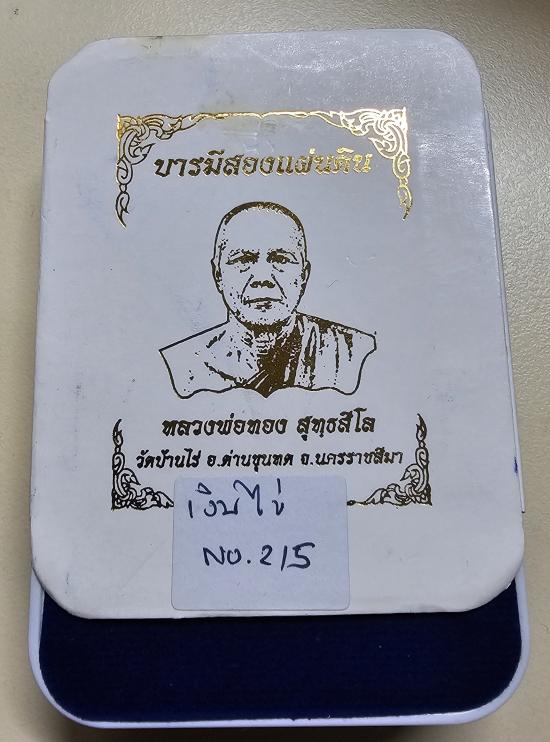 บารมีสองแผ่นดิน
หลวงพ่อทอง สุทฺธสีโล
วัดบ้านไร่ อ.ด่านขุนทด จ.นครราชสีมา
เงินไข่
NO.215